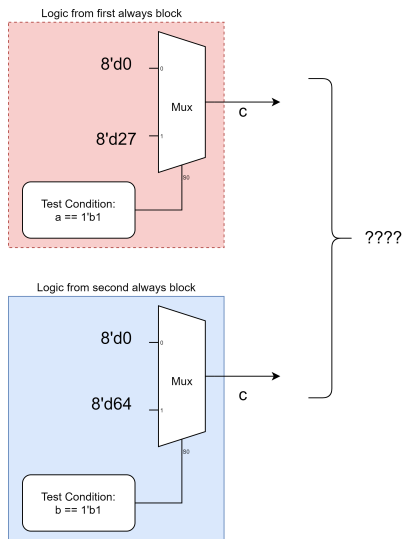 Logic from first always block
8'd0
0
Mux
c
8'd27
1
S0
Test Condition:
a == 1'b1
????
Logic from second always block
8'd0
0
Mux
c
8'd64
1
S0
Test Condition:
b == 1'b1